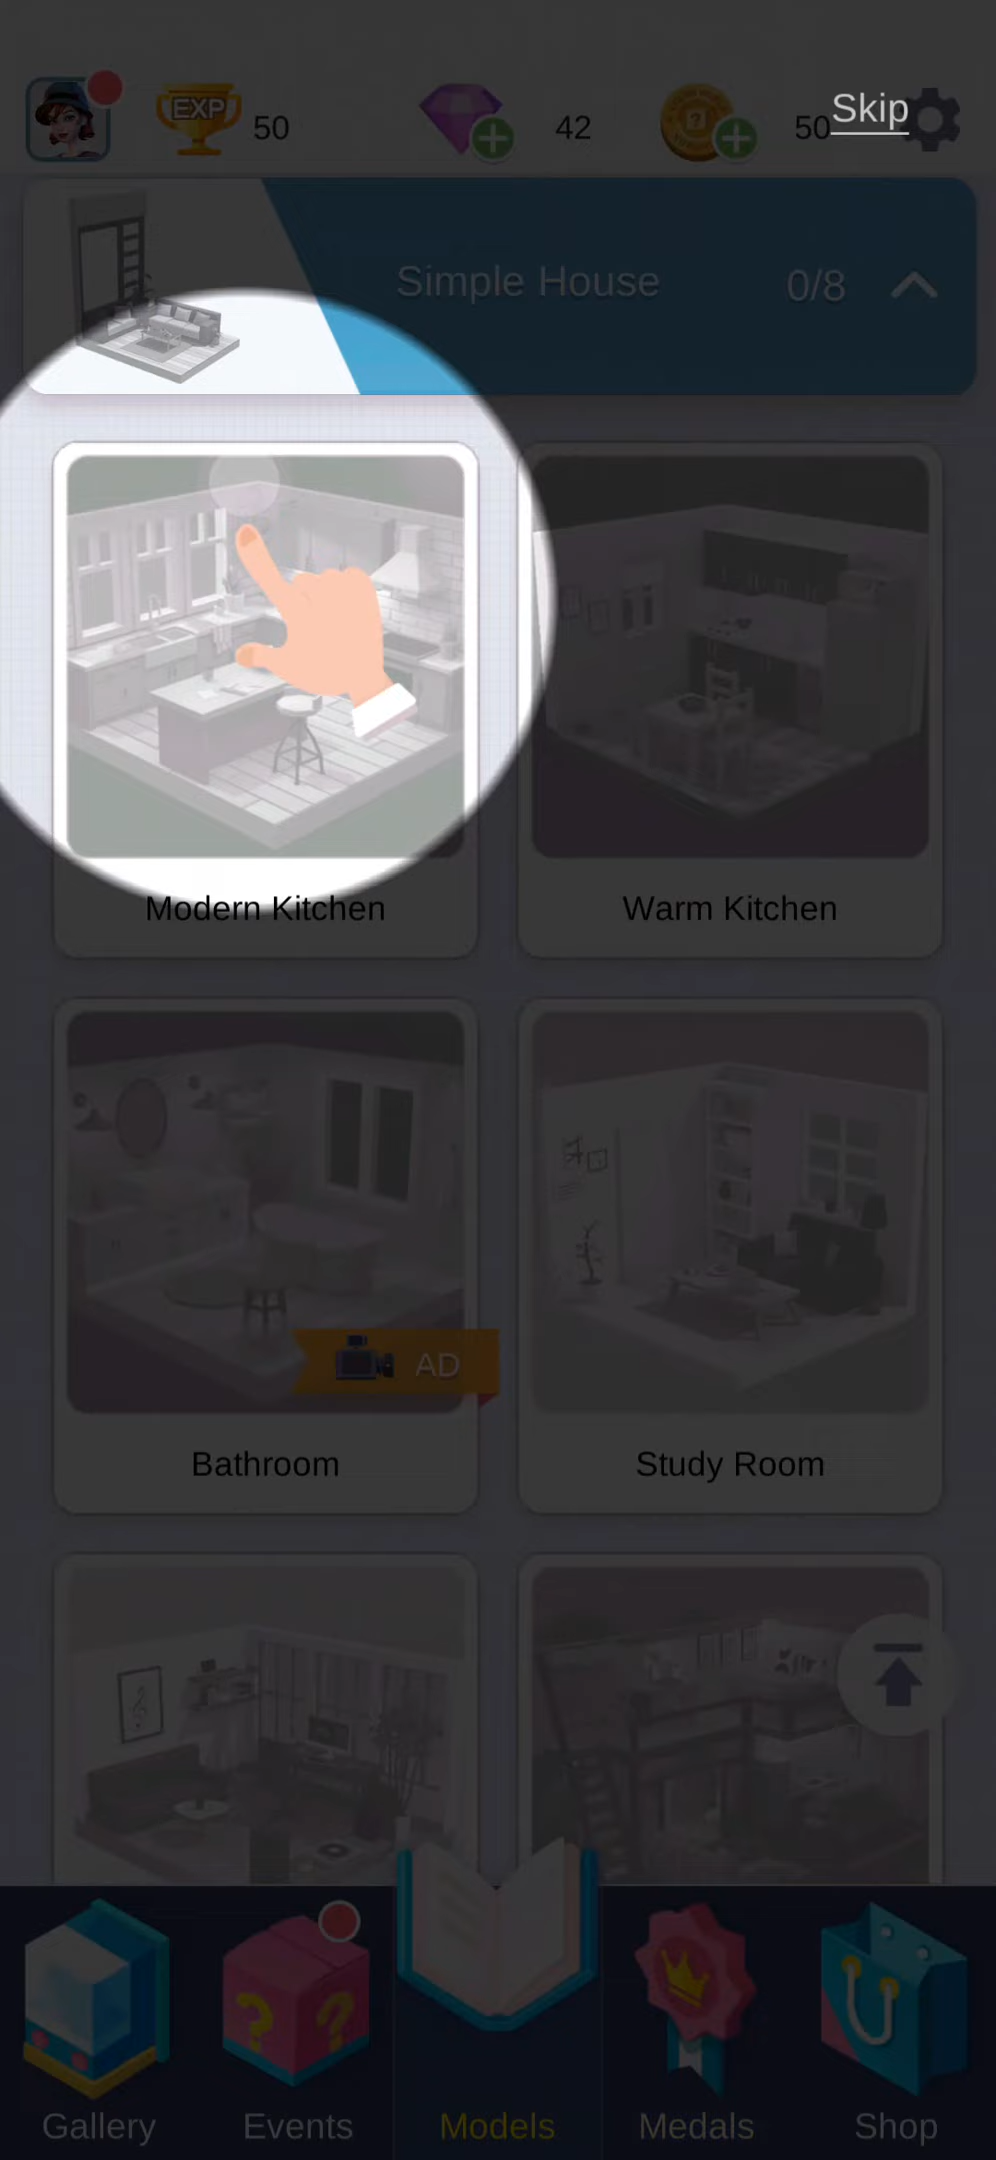 EXP 50 42 50 Skip
Simple House 0/8
Modern Kitchen Warm Kitchen
AD
Bathroom Study Room
Gallery Events Models Medals Shop